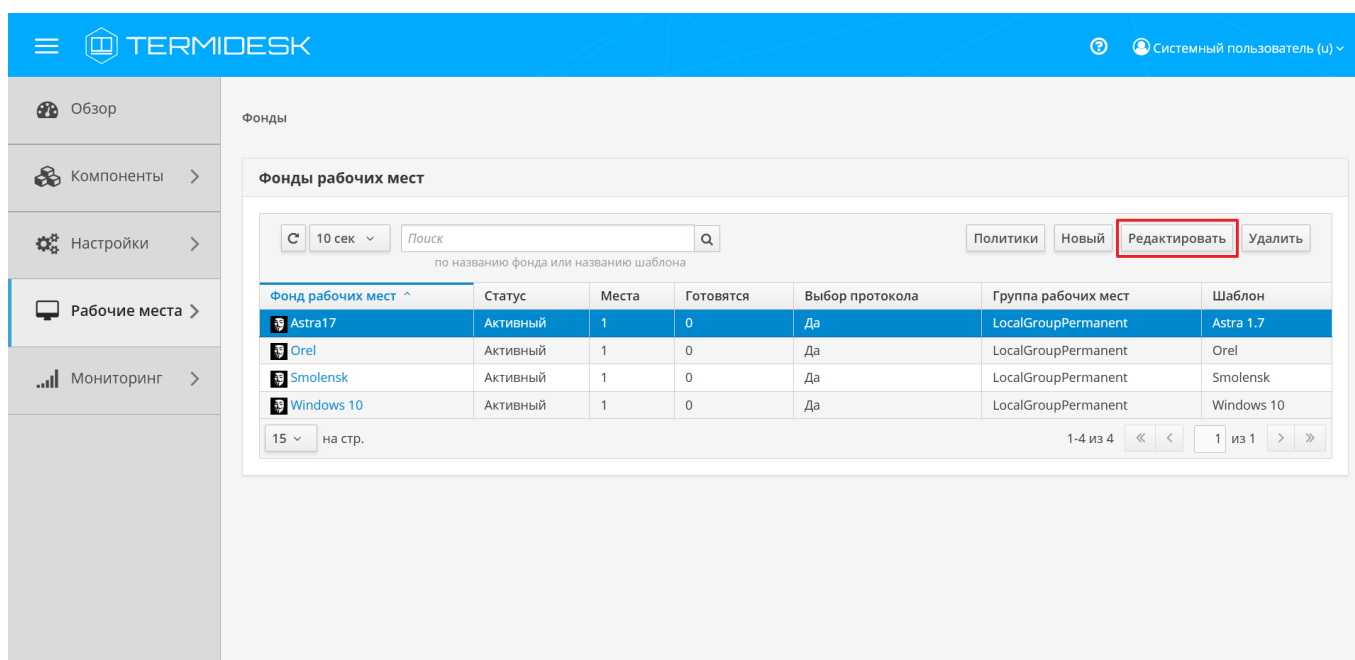 TERMIDESK
Системный пользователь (u)
Обзор
Компоненты
Настройки
Рабочие места
Мониторинг
Фонды
Фонды рабочих мест
10 сек Поиск Политики Новый Редактировать Удалить
по названию фонда или названию шаблона
Фонд рабочих мест Статус Места Готовятся Выбор протокола Группа рабочих мест Шаблон
Astra17 Активный 1 0 Да LocalGroupPermanent Astra 1.7
Orel Активный 1 0 Да LocalGroupPermanent Orel
Smolensk Активный 1 0 Да LocalGroupPermanent Smolensk
Windows 10 Активный 1 0 Да LocalGroupPermanent Windows 10
15 на стр. 1-4 из 4 1 из 1